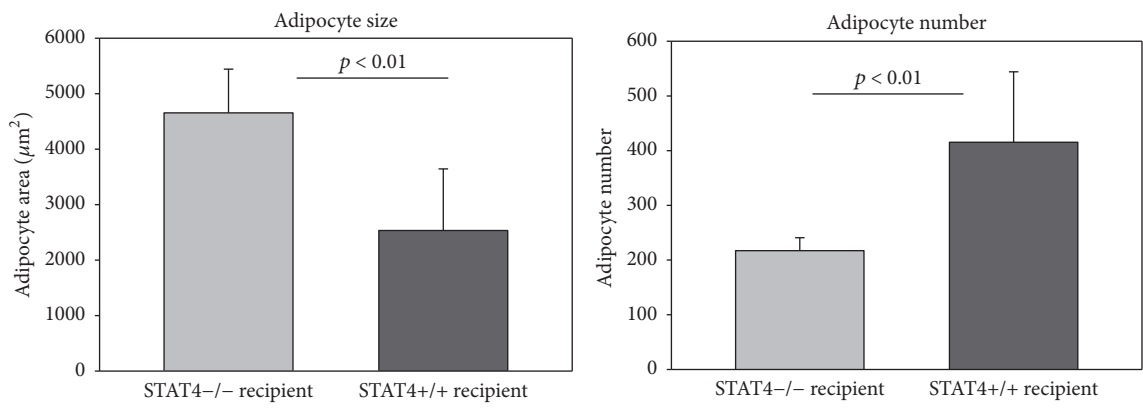 Adipocyte size
6000
5000
4000
3000
2000
1000
0
Adipocyte area (μm²)
p < 0.01
STAT4−/− recipient
STAT4+/+ recipient
Adipocyte number
600
500
400
300
200
100
0
Adipocyte number
p < 0.01
STAT4−/− recipient
STAT4+/+ recipient